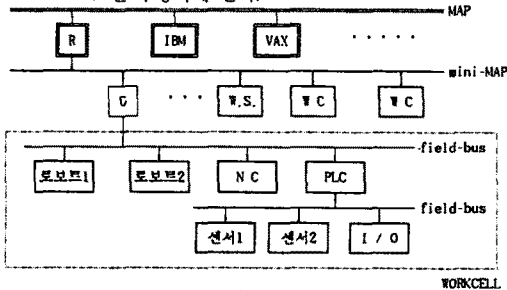 MAP
R IBM VAX · · · · ·
mini-MAP
G · · · W.S. W C W C
field-bus
로보트1 로보트2 N C PLC
field-bus
센서1 센서2 I / O
WORKCELL